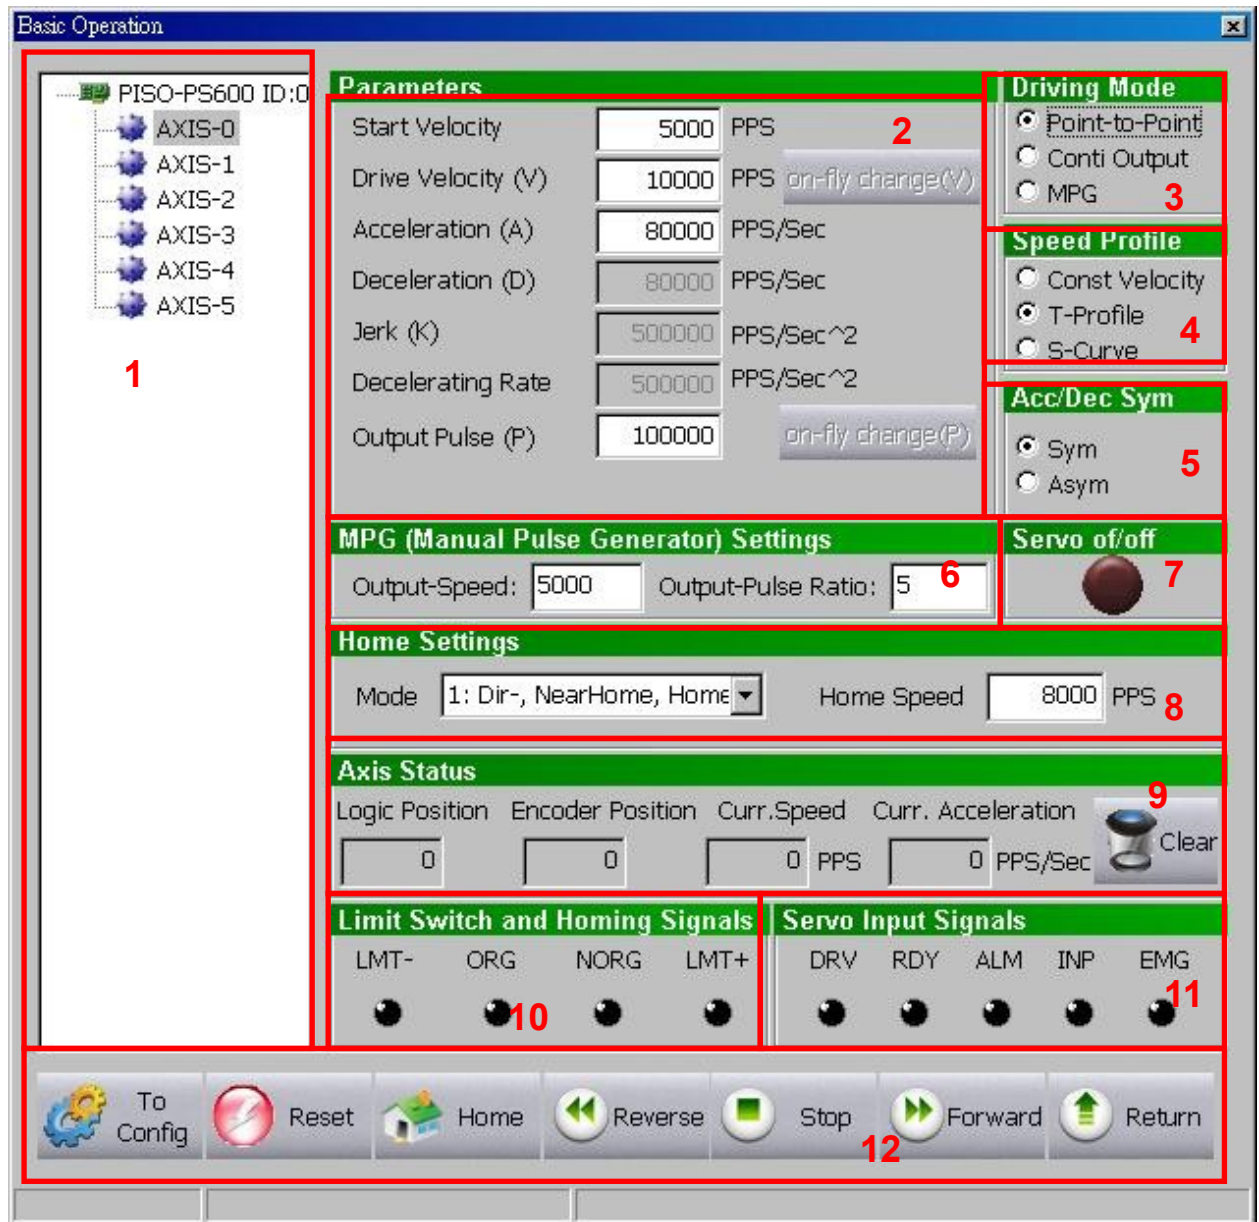 Basic Operation
PISO-PS600 ID:0
AXIS-0
AXIS-1
AXIS-2
AXIS-3
AXIS-4
AXIS-5
1
Parameters
Start Velocity 5000 PPS
2
Drive Velocity (V) 10000 PPS on-fly change(V)
Acceleration (A) 80000 PPS/Sec
Deceleration (D) 80000 PPS/Sec
Jerk (K) 500000 PPS/Sec^2
Decelerating Rate 500000 PPS/Sec^2
Output Pulse (P) 100000 on-fly change(P)
Driving Mode
Point-to-Point
Conti Output
MPG
3
Speed Profile
Const Velocity
T-Profile
4
S-Curve
Acc/Dec Sym
Sym
5
Asym
MPG (Manual Pulse Generator) Settings
Output-Speed: 5000 Output-Pulse Ratio: 5
6
Servo of/off
7
Home Settings
Mode 1: Dir-, NearHome, Home Home Speed 8000 PPS
8
Axis Status
Logic Position Encoder Position Curr.Speed Curr. Acceleration
9
0 0 0 PPS 0 PPS/Sec Clear
Limit Switch and Homing Signals
LMT- ORG NORG LMT+
10
Servo Input Signals
DRV RDY ALM INP EMG
11
To Config Reset Home Reverse Stop Forward Return
12